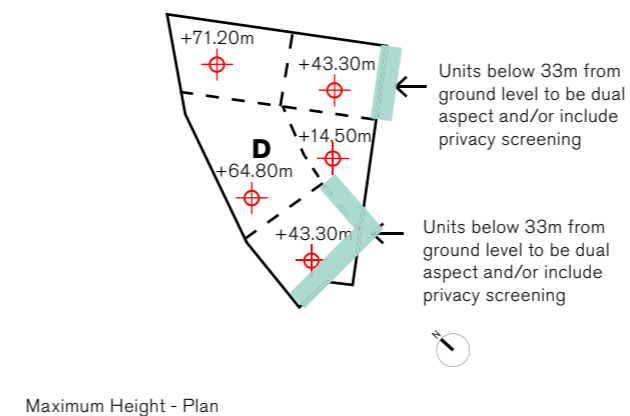 +71.20m
+43.30m
Units below 33m from
ground level to be dual
aspect and/or include
privacy screening
+14.50m
D
+64.80m
+43.30m
Units below 33m from
ground level to be dual
aspect and/or include
privacy screening
N
Maximum Height - Plan